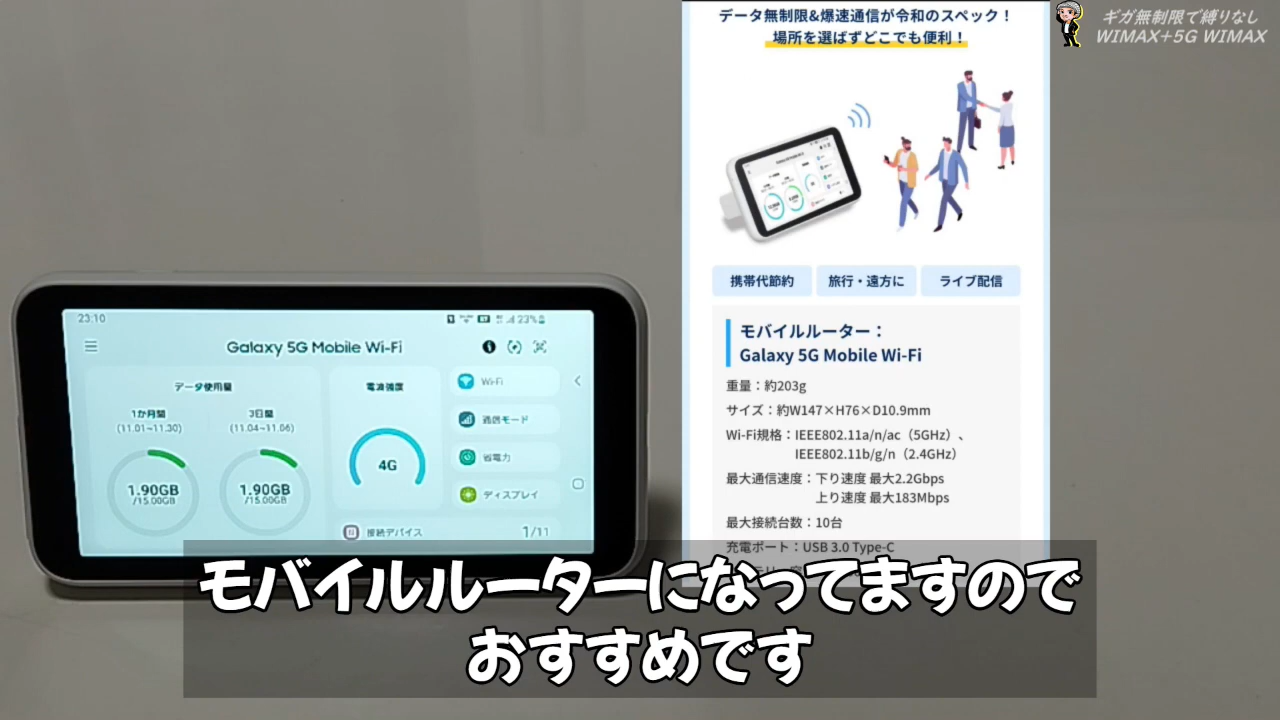 データ無制限&爆速通信が令和のスペック！
場所を選ばずどこでも便利！
ギガ無制限で縛りなし
WIMAX+5G WIMAX
携帯代節約
旅行・遠方に
ライブ配信
モバイルルーター：
Galaxy 5G Mobile Wi-Fi
重量：約203g
サイズ：約W147×H76×D10.9mm
Wi-Fi規格：IEEE802.11a/n/ac（5GHz）、
IEEE802.11b/g/n（2.4GHz）
最大通信速度：下り速度 最大2.2Gbps
上り速度 最大183Mbps
最大接続台数：10台
充電ポート：USB 3.0 Type-C
23:10
23%
Galaxy 5G Mobile Wi-Fi
データ使用量
1か月間
(11.01~11.30)
1.90GB
/15.00GB
3日間
(11.04~11.06)
1.90GB
/15.00GB
電波強度
4G
Wi-Fi
通信モード
省電力
ディスプレイ
接続デバイス
1/11
モバイルルーターになってますので
おすすめです